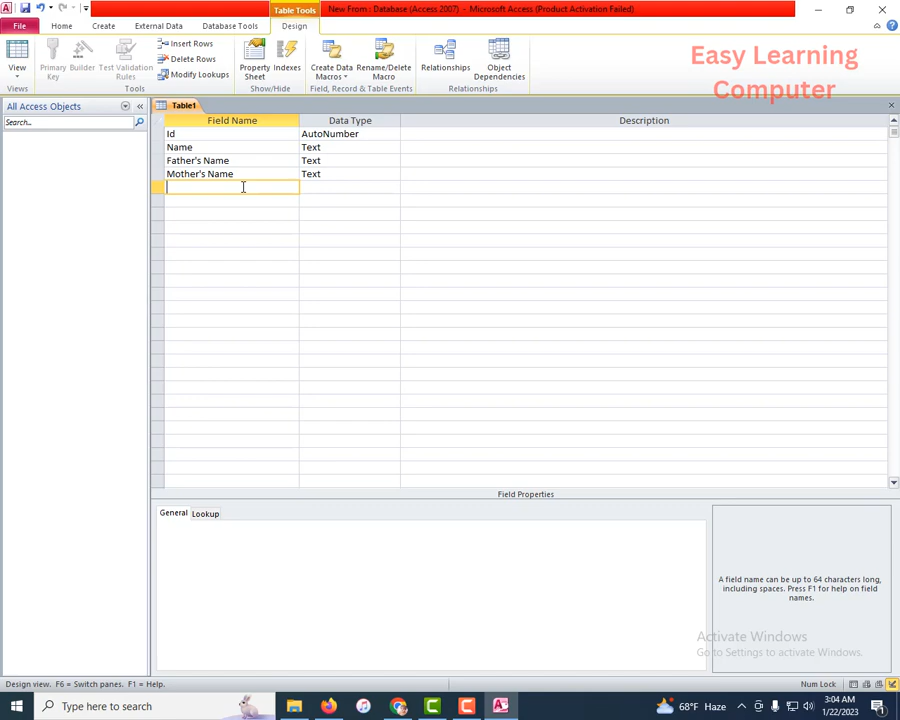 Table Tools
New From : Database (Access 2007) - Microsoft Access (Product Activation Failed)
File Home Create External Data Database Tools Design
View
Primary Key
Builder
Test Validation Rules
Insert Rows
Delete Rows
Modify Lookups
Property Sheet
Indexes
Create Data Macros
Rename/Delete Macro
Relationships
Object Dependencies
Views Tools Show/Hide Field, Record & Table Events Relationships
Easy Learning
Computer
All Access Objects
Search...
Table1
Field Name Data Type Description
Id AutoNumber
Name Text
Father's Name Text
Mother's Name Text
Field Properties
General Lookup
A field name can be up to 64 characters long,
including spaces. Press F1 for help on field
names.
Activate Windows
Go to Settings to activate Windows.
Design view. F6 = Switch panes. F1 = Help.
Num Lock
Type here to search
68°F Haze
3:04 AM
1/22/2023